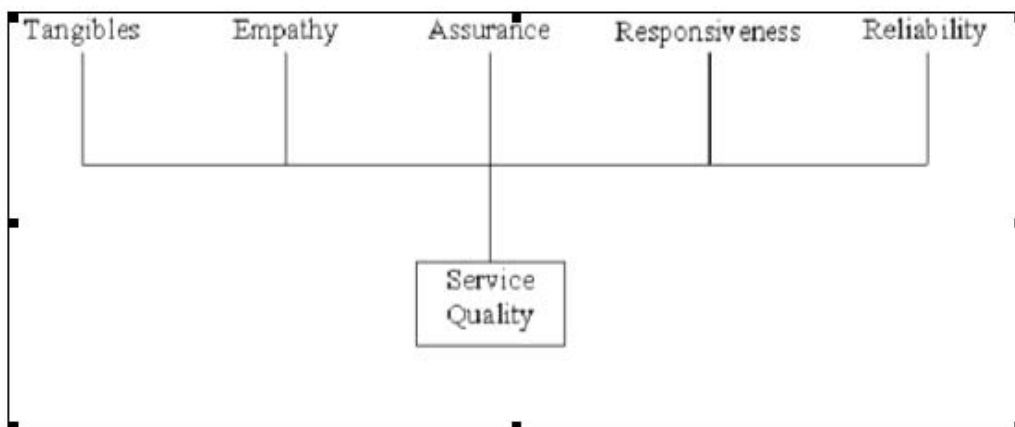 Tangibles Empathy Assurance Responsiveness Reliability
Service
Quality